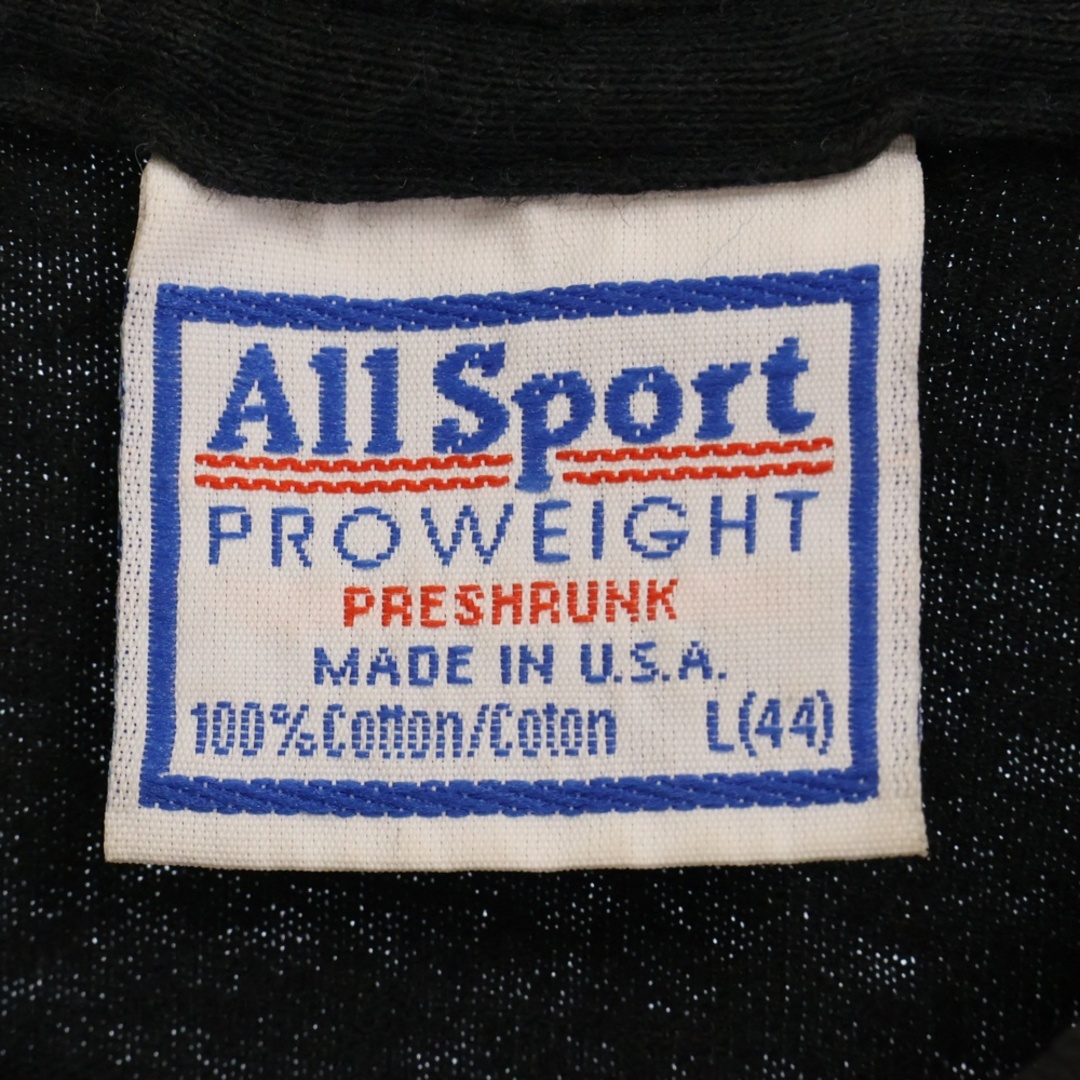 All Sport
PROWEIGHT
PRESHRUNK
MADE IN U.S.A.
100% Cotton/Coton L(44)